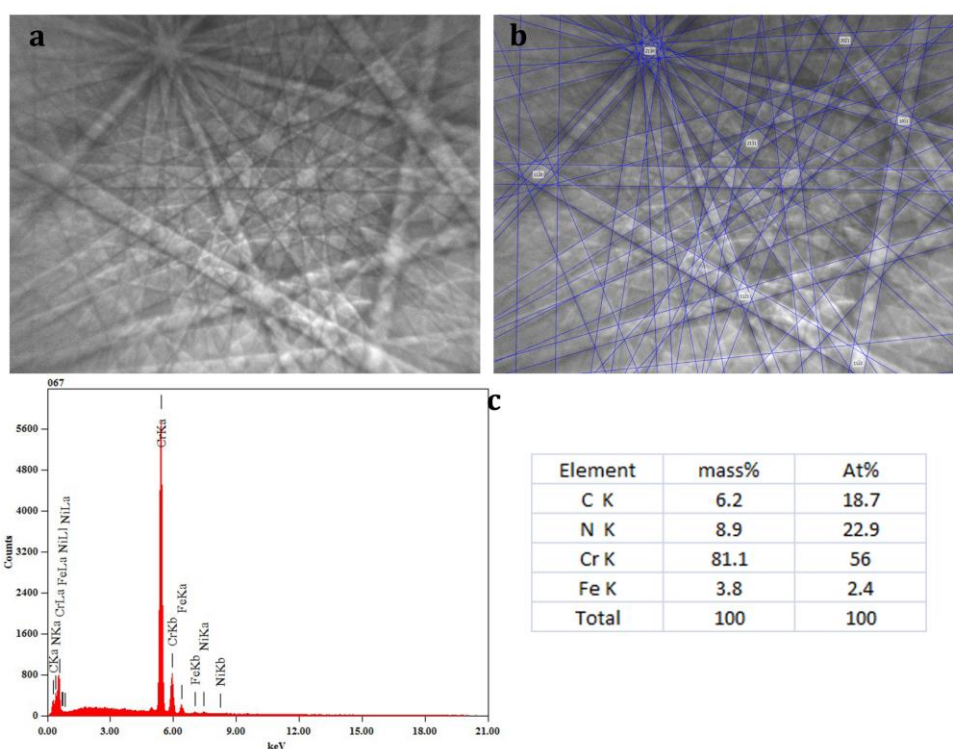 a
b
067
c
CKa NKa CrLa FeLa NiLl NiLa
CrKa
CrKb
FeKa
FeKb
NiKa
NiKb
5600
4800
3200
2400
1600
800
0
Counts
0.00 3.00 6.00 9.00 12.00 15.00 18.00 21.00
keV
Element mass% At%
C K 6.2 18.7
N K 8.9 22.9
Cr K 81.1 56
Fe K 3.8 2.4
Total 100 100